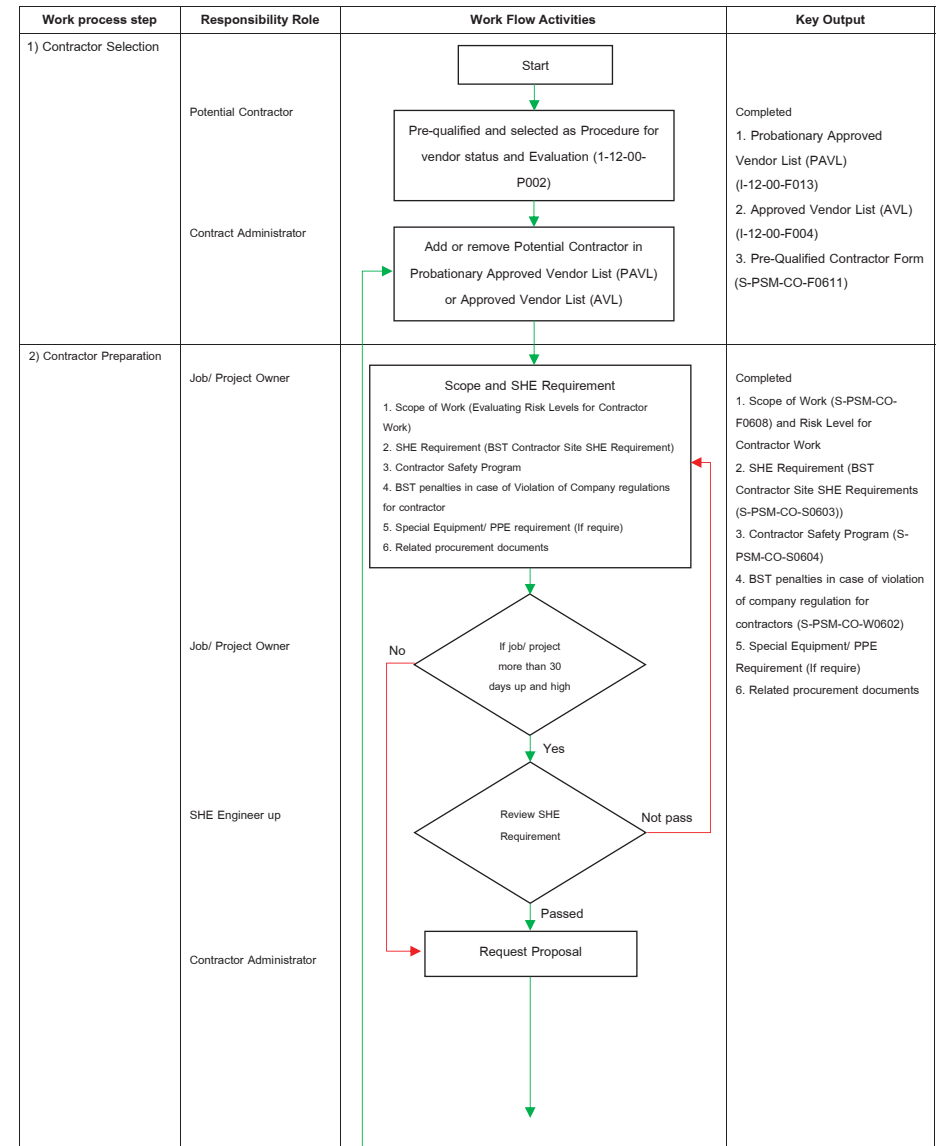 Work process step
Responsibility Role
Work Flow Activities
Key Output
1) Contractor Selection
Start
Potential Contractor
Pre-qualified and selected as Procedure for
vendor status and Evaluation (1-12-00-
P002)
Completed
1. Probationary Approved
Vendor List (PAVL)
(I-12-00-F013)
2. Approved Vendor List (AVL)
(I-12-00-F004)
3. Pre-Qualified Contractor Form
(S-PSM-CO-F0611)
Contract Administrator
Add or remove Potential Contractor in
Probationary Approved Vendor List (PAVL)
or Approved Vendor List (AVL)
2) Contractor Preparation
Job/ Project Owner
Scope and SHE Requirement
1. Scope of Work (Evaluating Risk Levels for Contractor
Work)
2. SHE Requirement (BST Contractor Site SHE Requirement)
3. Contractor Safety Program
4. BST penalties in case of Violation of Company regulations
for contractor
5. Special Equipment/ PPE requirement (If require)
6. Related procurement documents
Completed
1. Scope of Work (S-PSM-CO-
F0608) and Risk Level for
Contractor Work
2. SHE Requirement (BST
Contractor Site SHE Requirements
(S-PSM-CO-S0603))
3. Contractor Safety Program (S-
PSM-CO-S0604)
4. BST penalties in case of violation
of company regulation for
contractors (S-PSM-CO-W0602)
5. Special Equipment/ PPE
Requirement (If require)
6. Related procurement documents
Job/ Project Owner
No
If job/ project
more than 30
days up and high
Yes
SHE Engineer up
Review SHE
Requirement
Not pass
Passed
Contractor Administrator
Request Proposal